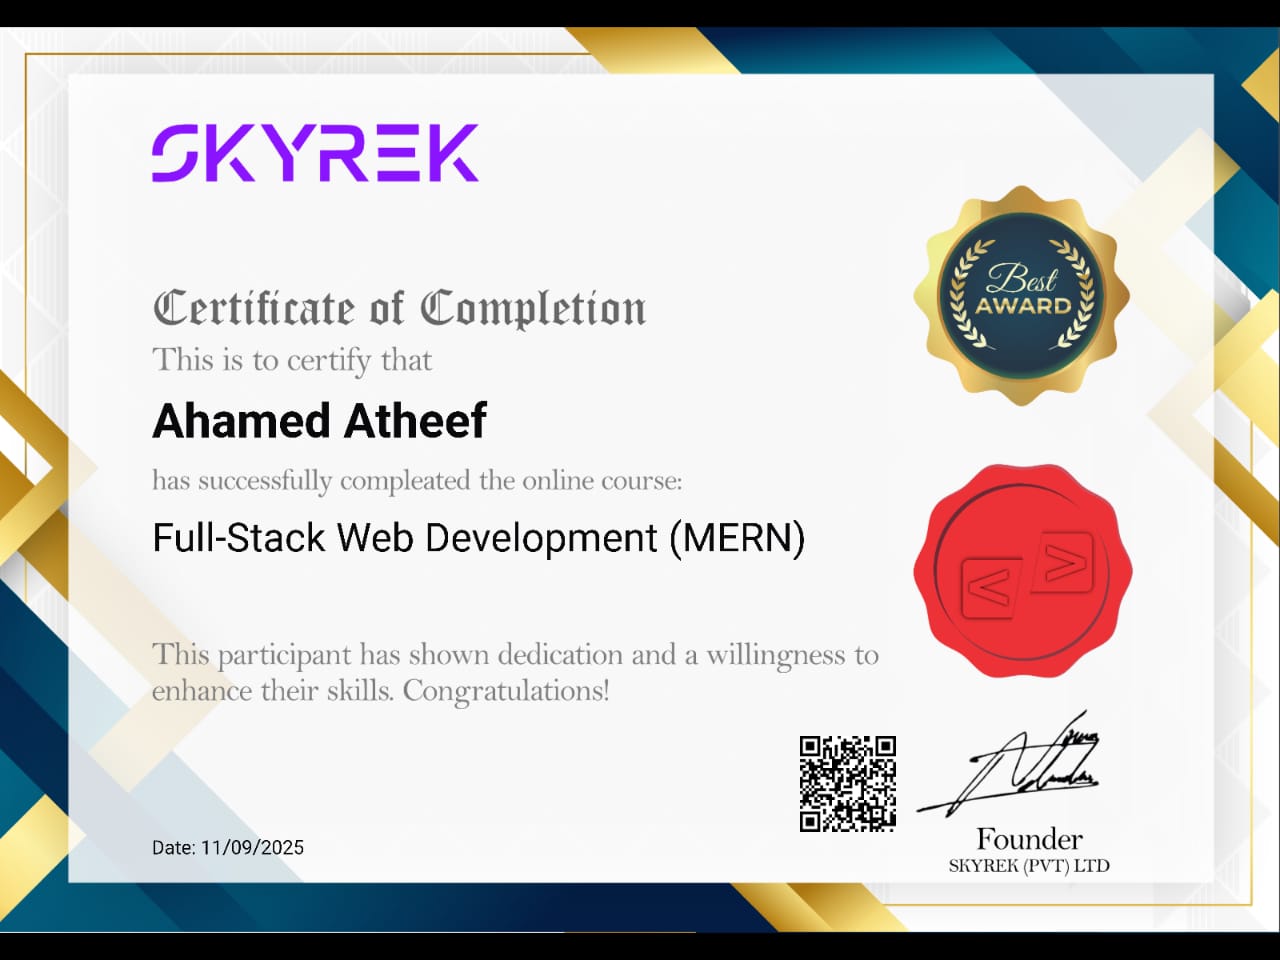 SKYREK
Certificate of Completion
This is to certify that
Ahamed Atheef
has successfully compleated the online course:
Full-Stack Web Development (MERN)
This participant has shown dedication and a willingness to
enhance their skills. Congratulations!
Date: 11/09/2025
Best
AWARD
Founder
SKYREK (PVT) LTD